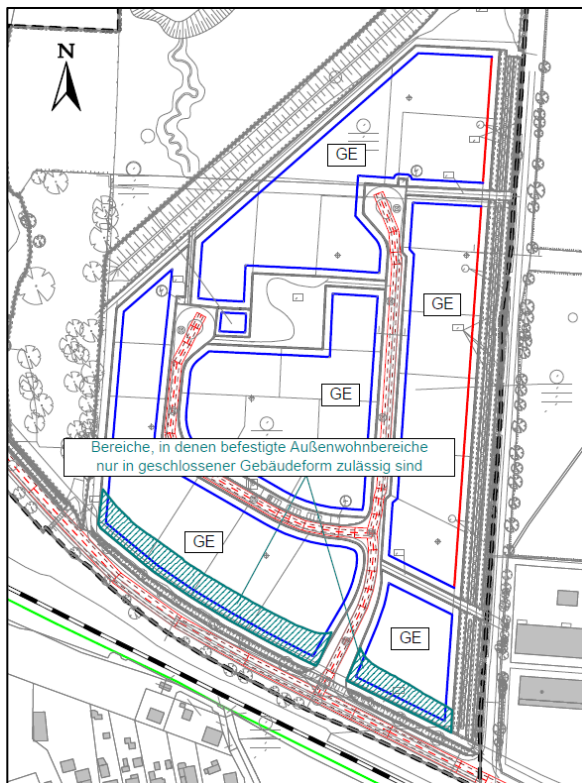 N
GE
GE
GE
Bereiche, in denen befestigte Außenwohnbereiche
nur in geschlossener Gebäudeform zulässig sind
GE
GE